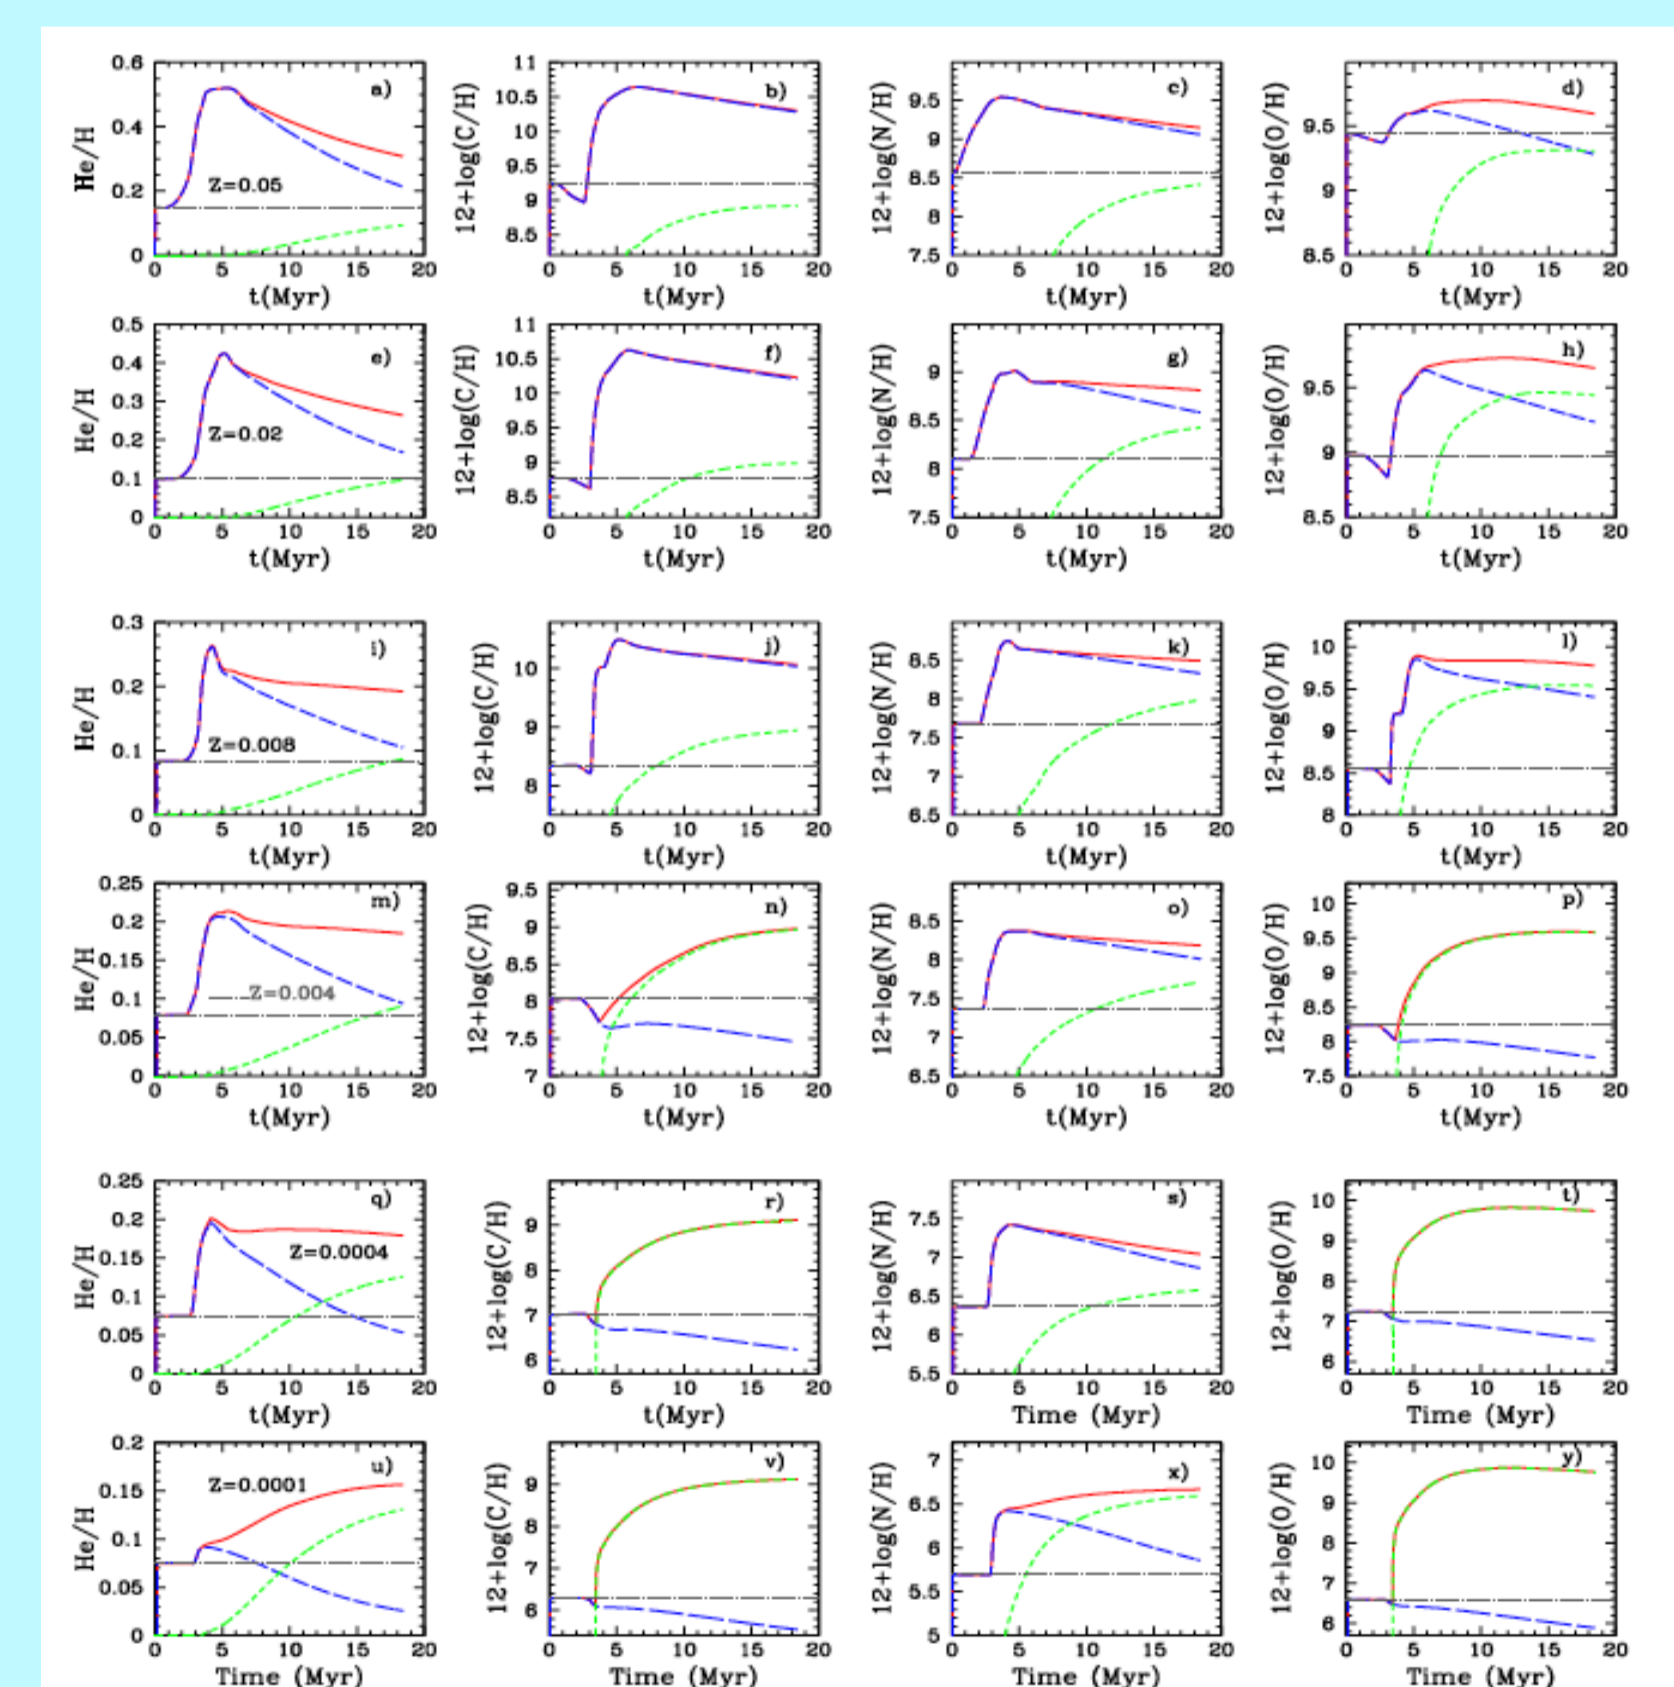 0.6 0.4 0.2 0
He/H
a)
Z=0.05
0 5 10 15 20
t(Myr)
11 10.5 10 9.5 9 8.5
12+log(C/H)
b)
0 5 10 15 20
t(Myr)
9.5 9 8.5 8 7.5
12+log(N/H)
c)
0 5 10 15 20
t(Myr)
9.5 9 8.5
12+log(O/H)
d)
0 5 10 15 20
t(Myr)
0.5 0.4 0.3 0.2 0.1 0
He/H
e)
Z=0.02
0 5 10 15 20
t(Myr)
11 10.5 10 9.5 9 8.5
12+log(C/H)
f)
0 5 10 15 20
t(Myr)
9 8.5 8 7.5
12+log(N/H)
g)
0 5 10 15 20
t(Myr)
9.5 9 8.5
12+log(O/H)
h)
0 5 10 15 20
t(Myr)
0.3 0.2 0.1 0
He/H
i)
Z=0.008
0 5 10 15 20
t(Myr)
10 9 8
12+log(C/H)
j)
0 5 10 15 20
t(Myr)
8.5 8 7.5 7 6.5
12+log(N/H)
k)
0 5 10 15 20
t(Myr)
10 9.5 9 8.5 8
12+log(O/H)
l)
0 5 10 15 20
t(Myr)
0.25 0.2 0.15 0.1 0.05 0
He/H
m)
Z=0.004
0 5 10 15 20
t(Myr)
9.5 9 8.5 8 7.5 7
12+log(C/H)
n)
0 5 10 15 20
t(Myr)
8.5 8 7.5 7 6.5
12+log(N/H)
o)
0 5 10 15 20
t(Myr)
10 9.5 9 8.5 8 7.5
12+log(O/H)
p)
0 5 10 15 20
t(Myr)
0.25 0.2 0.15 0.1 0.05 0
He/H
q)
Z=0.0004
0 5 10 15 20
t(Myr)
9 8 7 6
12+log(C/H)
r)
0 5 10 15 20
t(Myr)
7.5 7 6.5 6 5.5
12+log(N/H)
s)
0 5 10 15 20
Time (Myr)
10 9 8 7 6
12+log(O/H)
t)
0 5 10 15 20
Time (Myr)
0.2 0.15 0.1 0.05 0
He/H
u)
Z=0.0001
0 5 10 15 20
Time (Myr)
9 8 7 6
12+log(C/H)
v)
0 5 10 15 20
Time (Myr)
7 6.5 6 5.5 5
12+log(N/H)
x)
0 5 10 15 20
Time (Myr)
10 9 8 7 6
12+log(O/H)
y)
0 5 10 15 20
Time (Myr)